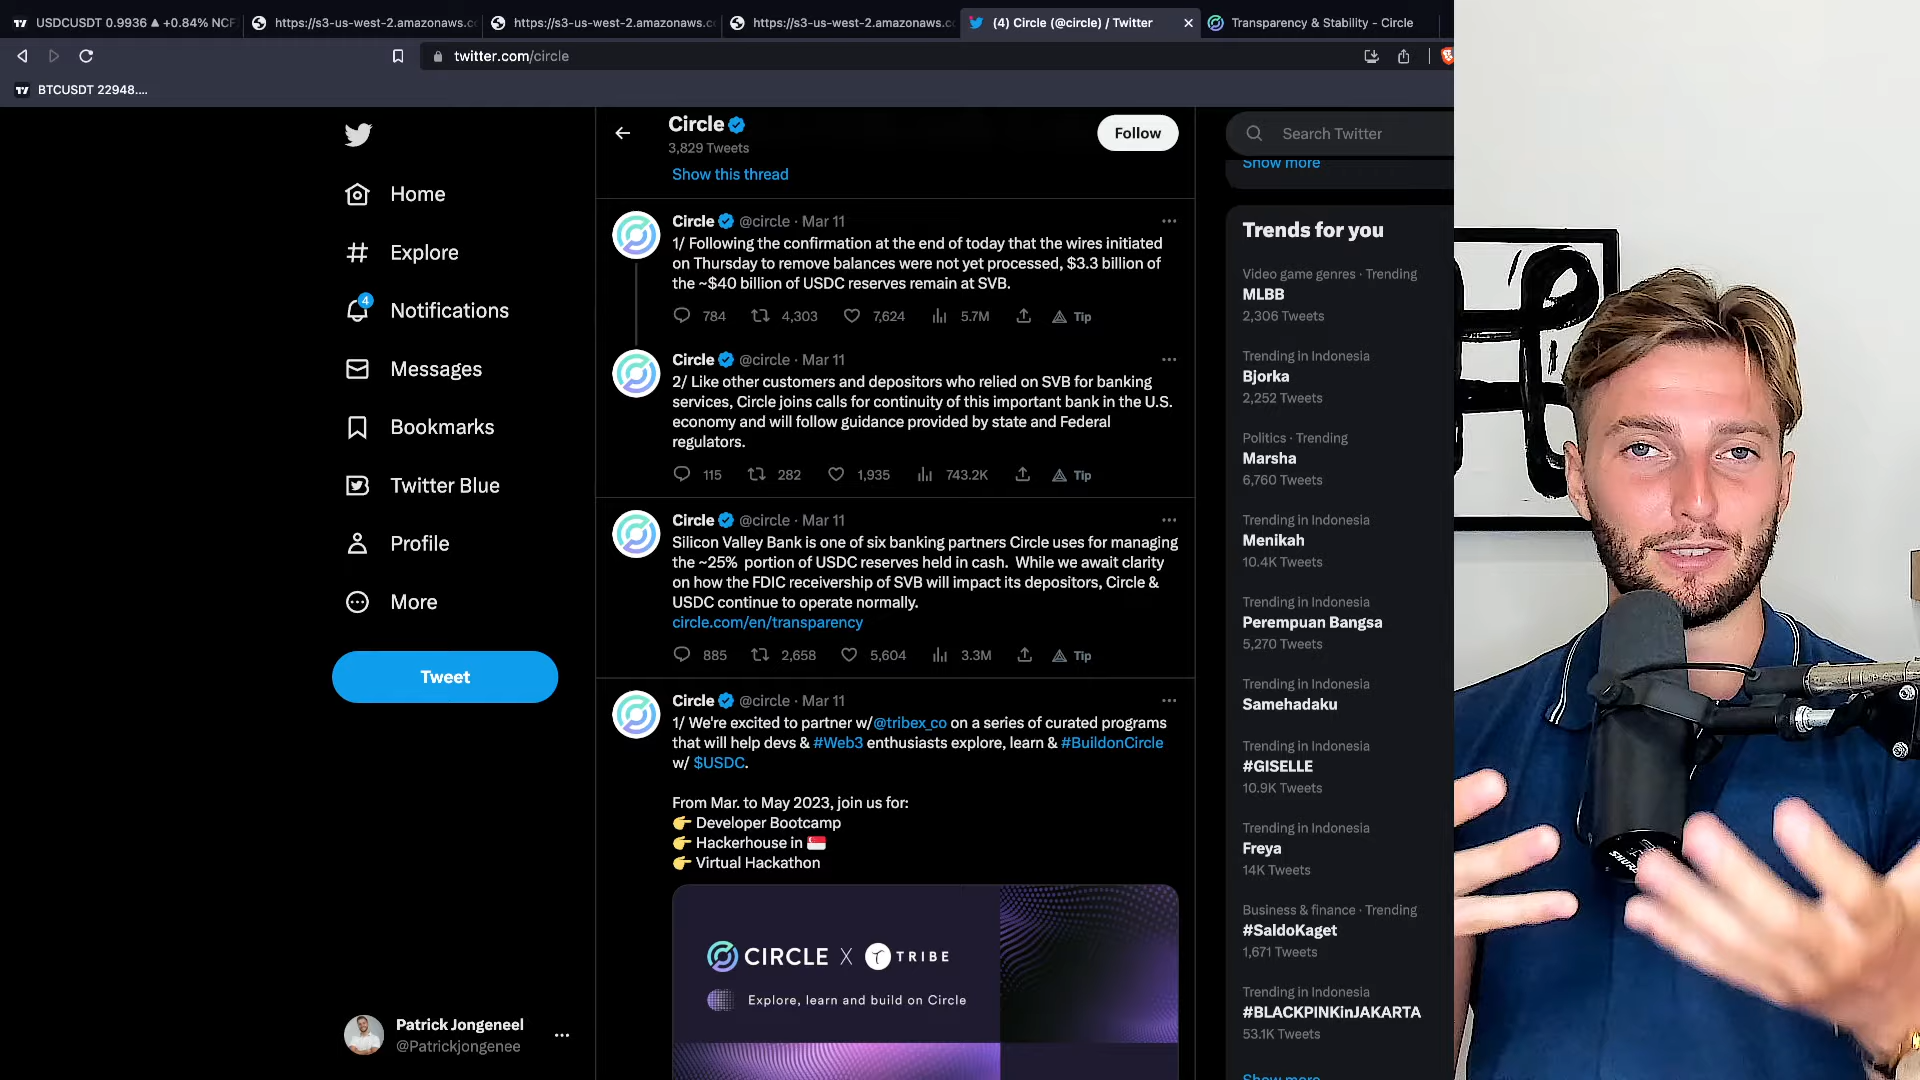 USDCUSDT 0.9936 ▲ +0.84% NCF
https://s3-us-west-2.amazonaws.co
https://s3-us-west-2.amazonaws.co
https://s3-us-west-2.amazonaws.co
(4) Circle (@circle) / Twitter
Transparency & Stability - Circle
twitter.com/circle
BTCUSDT 22948....
Home
Explore
4
Notifications
Messages
Bookmarks
Twitter Blue
Profile
More
Tweet
Patrick Jongeneel
@Patrickjongenee
Circle
3,829 Tweets
Follow
Show this thread
Circle @circle · Mar 11
1/ Following the confirmation at the end of today that the wires initiated
on Thursday to remove balances were not yet processed, $3.3 billion of
the ~$40 billion of USDC reserves remain at SVB.
784 4,303 7,624 5.7M Tip
Circle @circle · Mar 11
2/ Like other customers and depositors who relied on SVB for banking
services, Circle joins calls for continuity of this important bank in the U.S.
economy and will follow guidance provided by state and Federal
regulators.
115 282 1,935 743.2K Tip
Circle @circle · Mar 11
Silicon Valley Bank is one of six banking partners Circle uses for managing
the ~25% portion of USDC reserves held in cash. While we await clarity
on how the FDIC receivership of SVB will impact its depositors, Circle &
USDC continue to operate normally.
circle.com/en/transparency
885 2,658 5,604 3.3M Tip
Circle @circle · Mar 11
1/ We're excited to partner w/@tribex_co on a series of curated programs
that will help devs & #Web3 enthusiasts explore, learn & #BuildonCircle
w/ $USDC.
From Mar. to May 2023, join us for:
👉 Developer Bootcamp
👉 Hackerhouse in 🇸🇬
👉 Virtual Hackathon
CIRCLE X TRIBE
Explore, learn and build on Circle
Search Twitter
Show more
Trends for you
Video game genres · Trending
MLBB
2,306 Tweets
Trending in Indonesia
Bjorka
2,252 Tweets
Politics · Trending
Marsha
6,760 Tweets
Trending in Indonesia
Menikah
10.4K Tweets
Trending in Indonesia
Perempuan Bangsa
5,270 Tweets
Trending in Indonesia
Samehadaku
Trending in Indonesia
#GISELLE
10.9K Tweets
Trending in Indonesia
Freya
14K Tweets
Business & finance · Trending
#SaldoKaget
1,671 Tweets
Trending in Indonesia
#BLACKPINKinJAKARTA
53.1K Tweets
Show more
SHURE